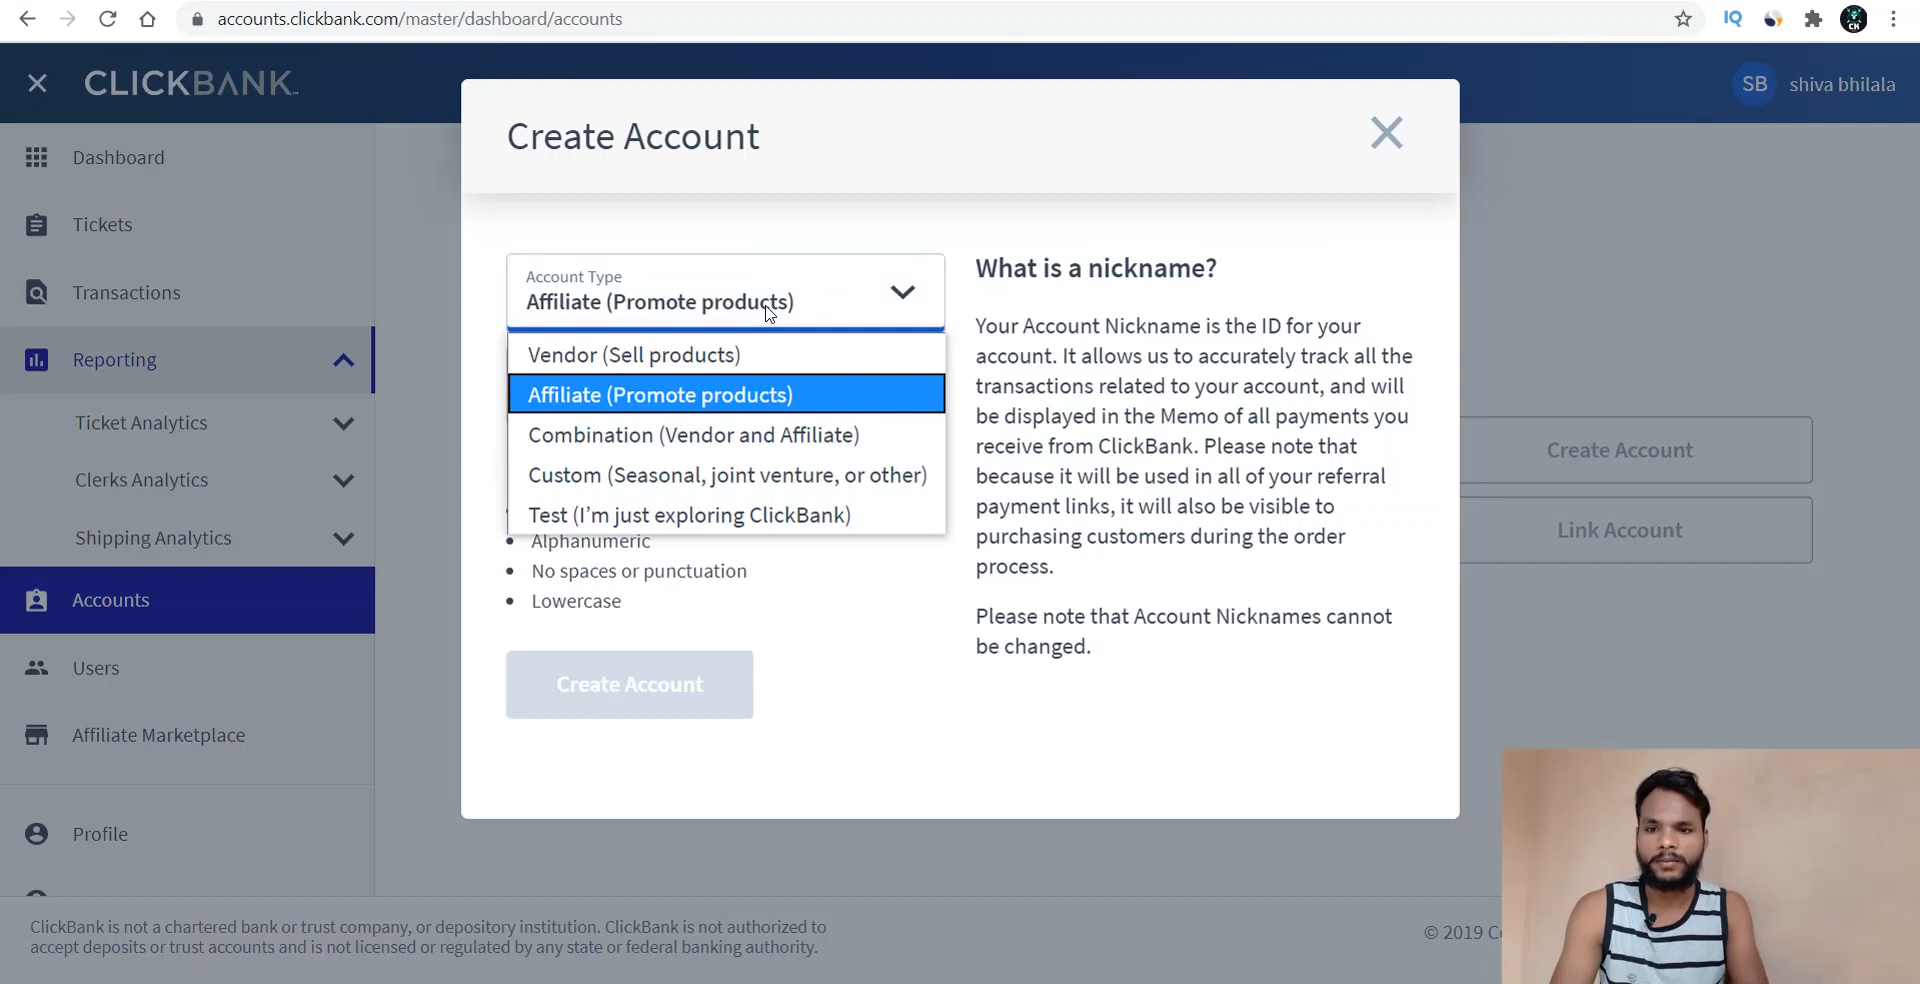 accounts.clickbank.com/master/dashboard/accounts
IQ
CH
CLICKBANK
SB shiva bhilala
Dashboard
Tickets
Transactions
Reporting
Ticket Analytics
Clerks Analytics
Shipping Analytics
Accounts
Users
Affiliate Marketplace
Profile
Create Account
Account Type
Affiliate (Promote products)
Vendor (Sell products)
Affiliate (Promote products)
Combination (Vendor and Affiliate)
Custom (Seasonal, joint venture, or other)
Test (I’m just exploring ClickBank)
• Alphanumeric
• No spaces or punctuation
• Lowercase
Create Account
What is a nickname?
Your Account Nickname is the ID for your
account. It allows us to accurately track all the
transactions related to your account, and will
be displayed in the Memo of all payments you
receive from ClickBank. Please note that
because it will be used in all of your referral
payment links, it will also be visible to
purchasing customers during the order
process.
Please note that Account Nicknames cannot
be changed.
Create Account
Link Account
ClickBank is not a chartered bank or trust company, or depository institution. ClickBank is not authorized to
accept deposits or trust accounts and is not licensed or regulated by any state or federal banking authority.
© 2019